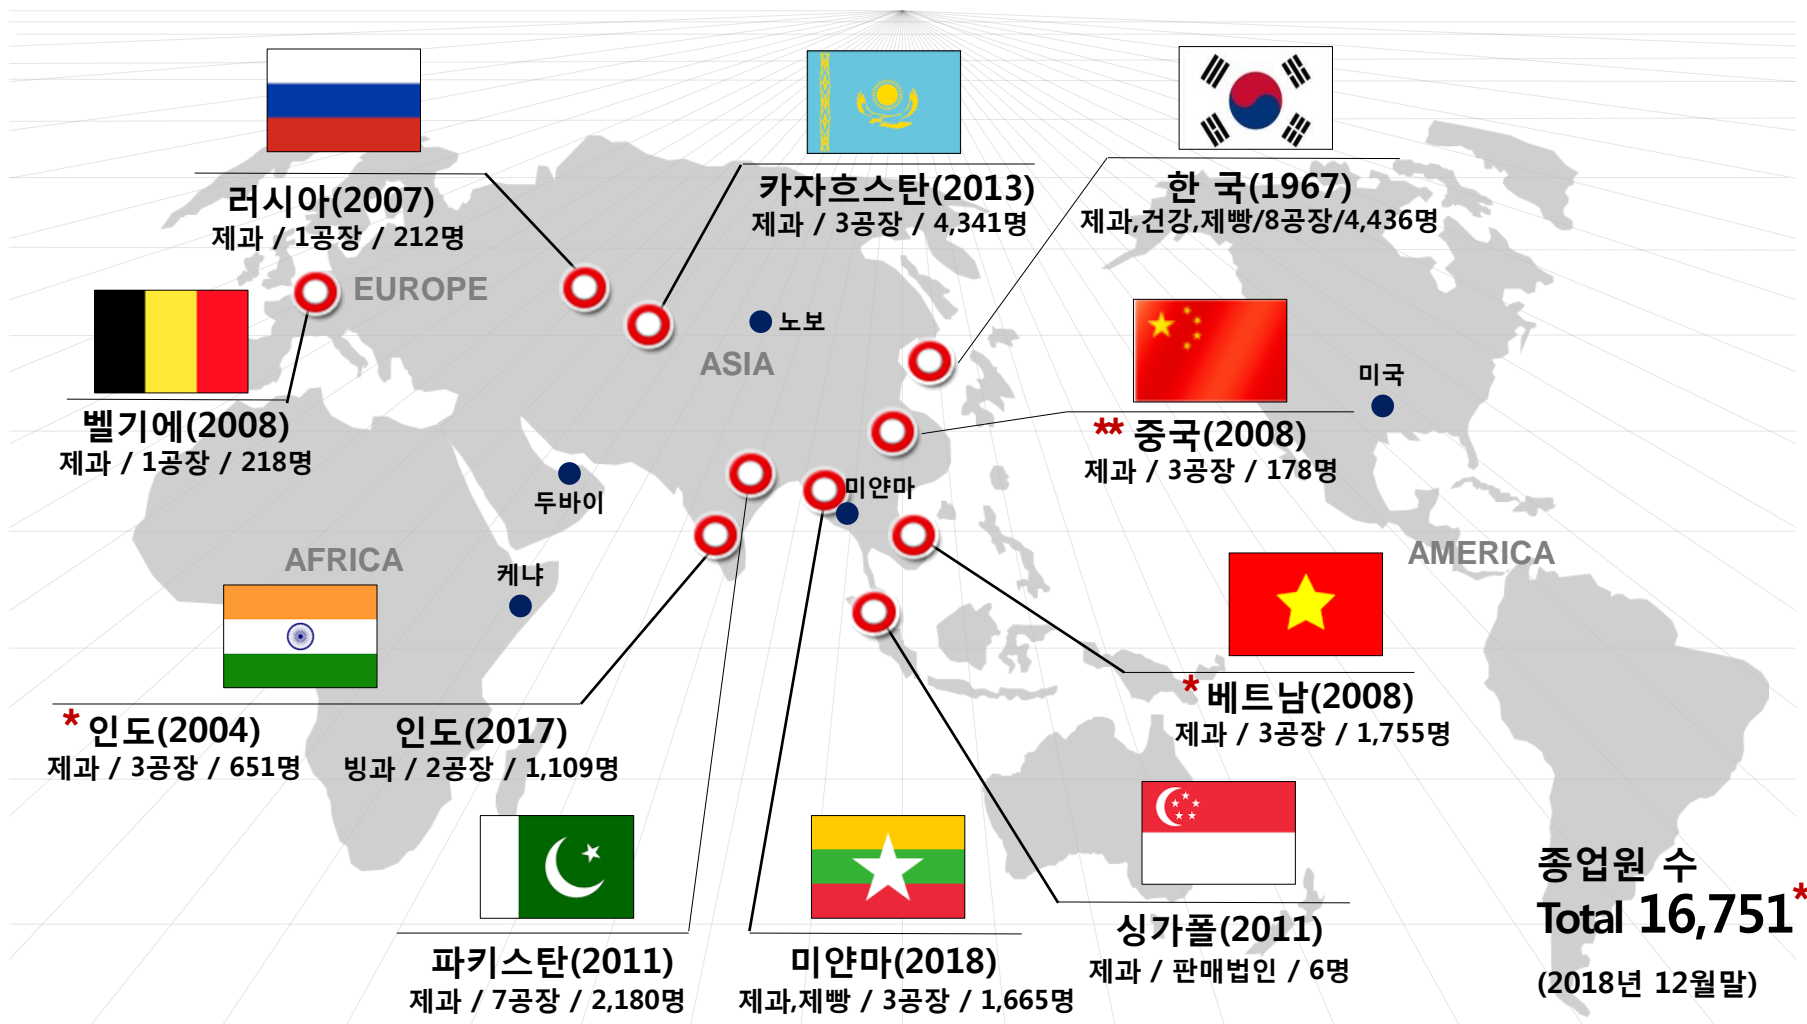 러시아(2007)
제과 / 1공장 / 212명
카자흐스탄(2013)
제과 / 3공장 / 4,341명
한 국(1967)
제과,건강,제빵/8공장/4,436명
EUROPE
노보
ASIA
미국
벨기에(2008)
제과 / 1공장 / 218명
** 중국(2008)
제과 / 3공장 / 178명
두바이
미얀마
AFRICA
케냐
AMERICA
* 인도(2004)
제과 / 3공장 / 651명
인도(2017)
빙과 / 2공장 / 1,109명
* 베트남(2008)
제과 / 3공장 / 1,755명
파키스탄(2011)
제과 / 7공장 / 2,180명
미얀마(2018)
제과,제빵 / 3공장 / 1,665명
싱가폴(2011)
제과 / 판매법인 / 6명
종업원 수
Total 16,751*
(2018년 12월말)